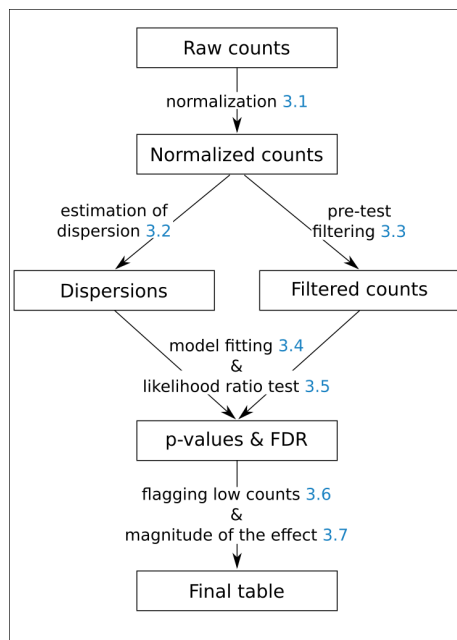 Raw counts
normalization 3.1
Normalized counts
estimation of
dispersion 3.2
pre-test
filtering 3.3
Dispersions
Filtered counts
model fitting 3.4
&
likelihood ratio test 3.5
p-values & FDR
flagging low counts 3.6
&
magnitude of the effect 3.7
Final table